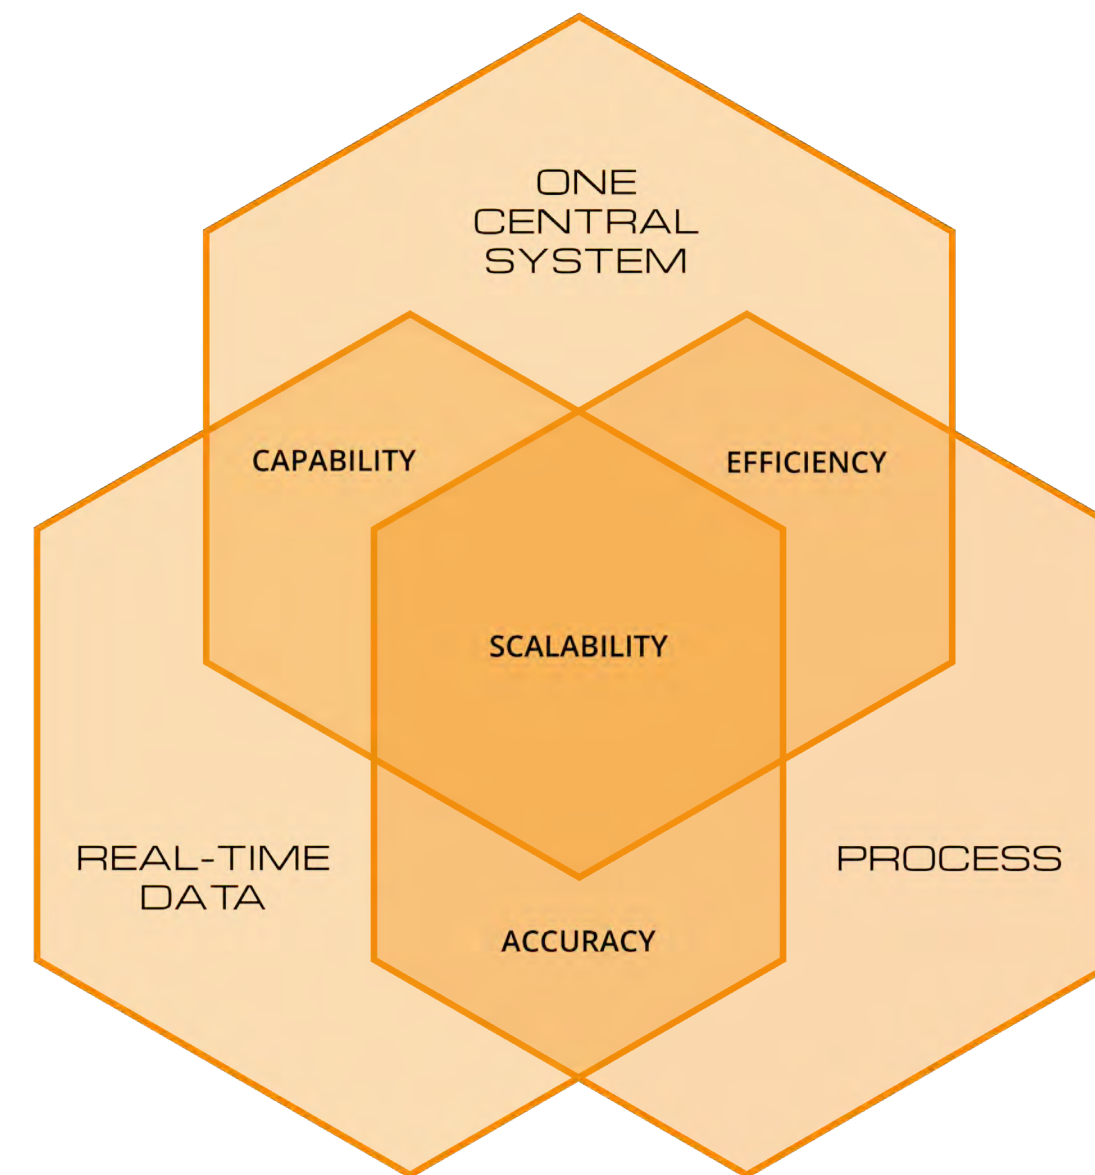 ONE
CENTRAL
SYSTEM
CAPABILITY
EFFICIENCY
SCALABILITY
REAL-TIME
DATA
PROCESS
ACCURACY